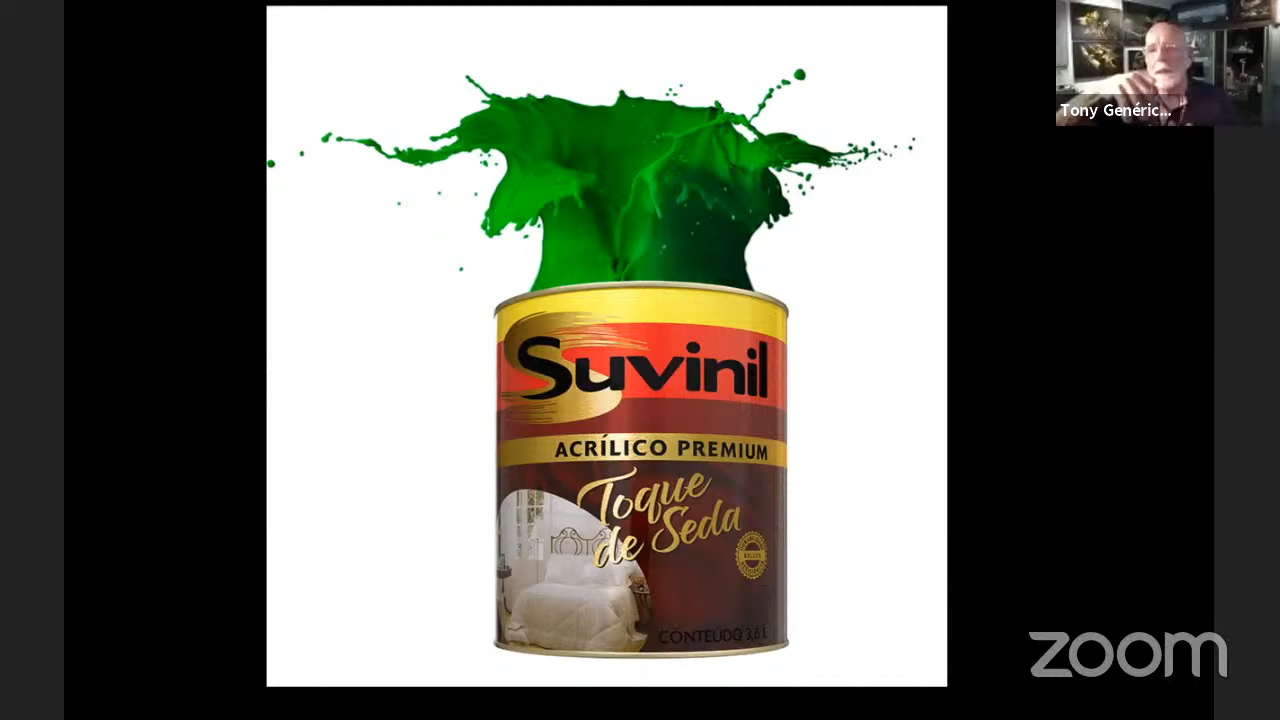 Tony Genéric...
Suvinil
ACRÍLICO PREMIUM
Toque
de Seda
CONTEÚDO 3,6 L
zoom